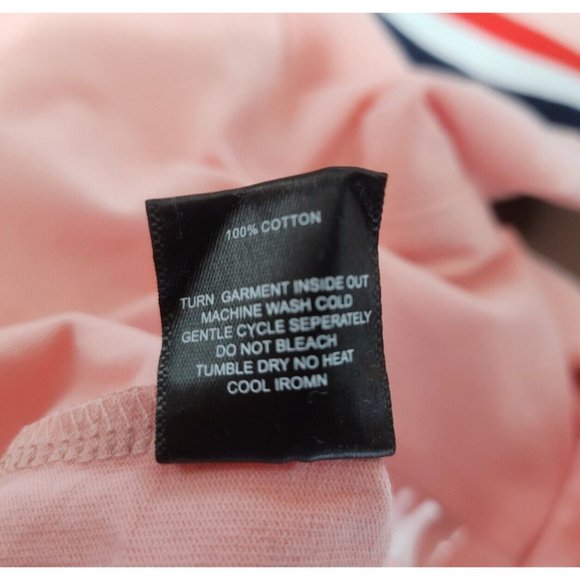 100% COTTON
TURN GARMENT INSIDE OUT
MACHINE WASH COLD
GENTLE CYCLE SEPERATELY
DO NOT BLEACH
TUMBLE DRY NO HEAT
COOL IROMN